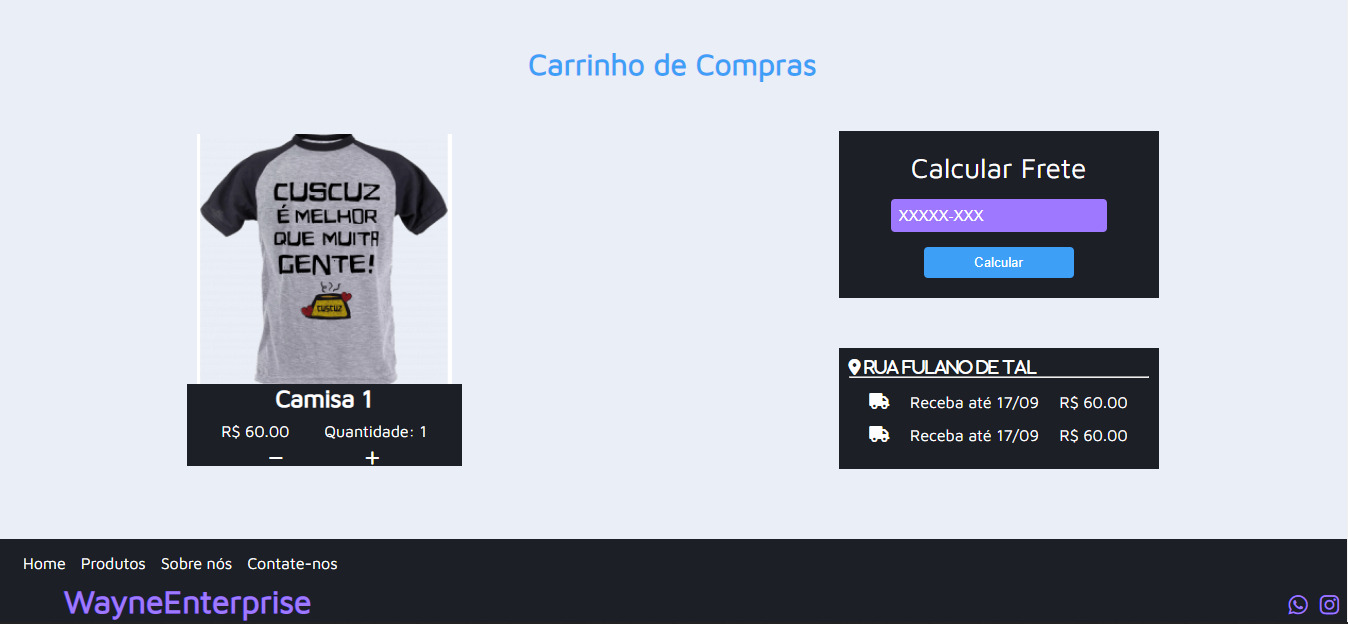 Carrinho de Compras
CUSCUZ
É MELHOR
QUE MUITA
GENTE!
CUSCUZ
Camisa 1
R$ 60.00 Quantidade: 1
− +
Calcular Frete
XXXXX-XXX
Calcular
RUA FULANO DE TAL
Receba até 17/09 R$ 60.00
Receba até 17/09 R$ 60.00
Home Produtos Sobre nós Contate-nos
WayneEnterprise